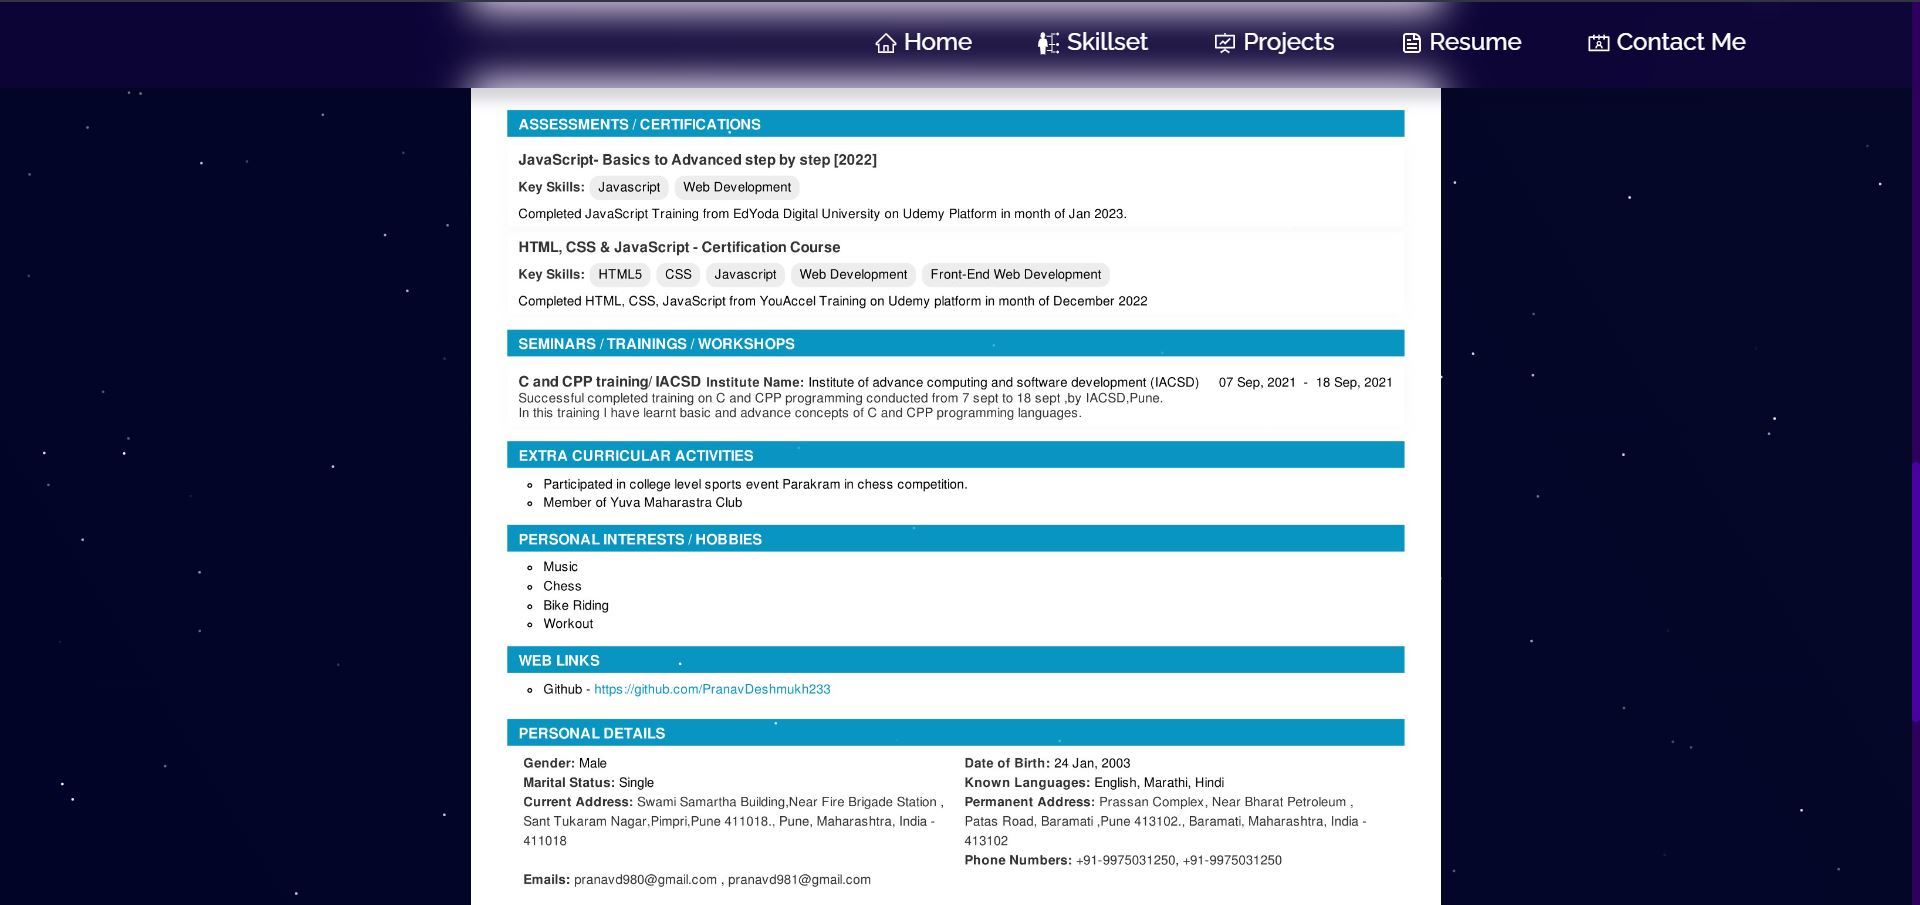 Home Skillset Projects Resume Contact Me
ASSESSMENTS / CERTIFICATIONS
JavaScript- Basics to Advanced step by step [2022]
Key Skills: Javascript Web Development
Completed JavaScript Training from EdYoda Digital University on Udemy Platform in month of Jan 2023.
HTML, CSS & JavaScript - Certification Course
Key Skills: HTML5 CSS Javascript Web Development Front-End Web Development
Completed HTML, CSS, JavaScript from YouAccel Training on Udemy platform in month of December 2022
SEMINARS / TRAININGS / WORKSHOPS
C and CPP training/ IACSD Institute Name: Institute of advance computing and software development (IACSD) 07 Sep, 2021 - 18 Sep, 2021
Successful completed training on C and CPP programming conducted from 7 sept to 18 sept ,by IACSD,Pune.
In this training I have learnt basic and advance concepts of C and CPP programming languages.
EXTRA CURRICULAR ACTIVITIES
Participated in college level sports event Parakram in chess competition.
Member of Yuva Maharastra Club
PERSONAL INTERESTS / HOBBIES
Music
Chess
Bike Riding
Workout
WEB LINKS
Github - https://github.com/PranavDeshmukh233
PERSONAL DETAILS
Gender: Male
Marital Status: Single
Current Address: Swami Samartha Building,Near Fire Brigade Station ,
Sant Tukaram Nagar,Pimpri,Pune 411018., Pune, Maharashtra, India -
411018
Emails: pranavd980@gmail.com , pranavd981@gmail.com
Date of Birth: 24 Jan, 2003
Known Languages: English, Marathi, Hindi
Permanent Address: Prassan Complex, Near Bharat Petroleum ,
Patas Road, Baramati ,Pune 413102., Baramati, Maharashtra, India -
413102
Phone Numbers: +91-9975031250, +91-9975031250